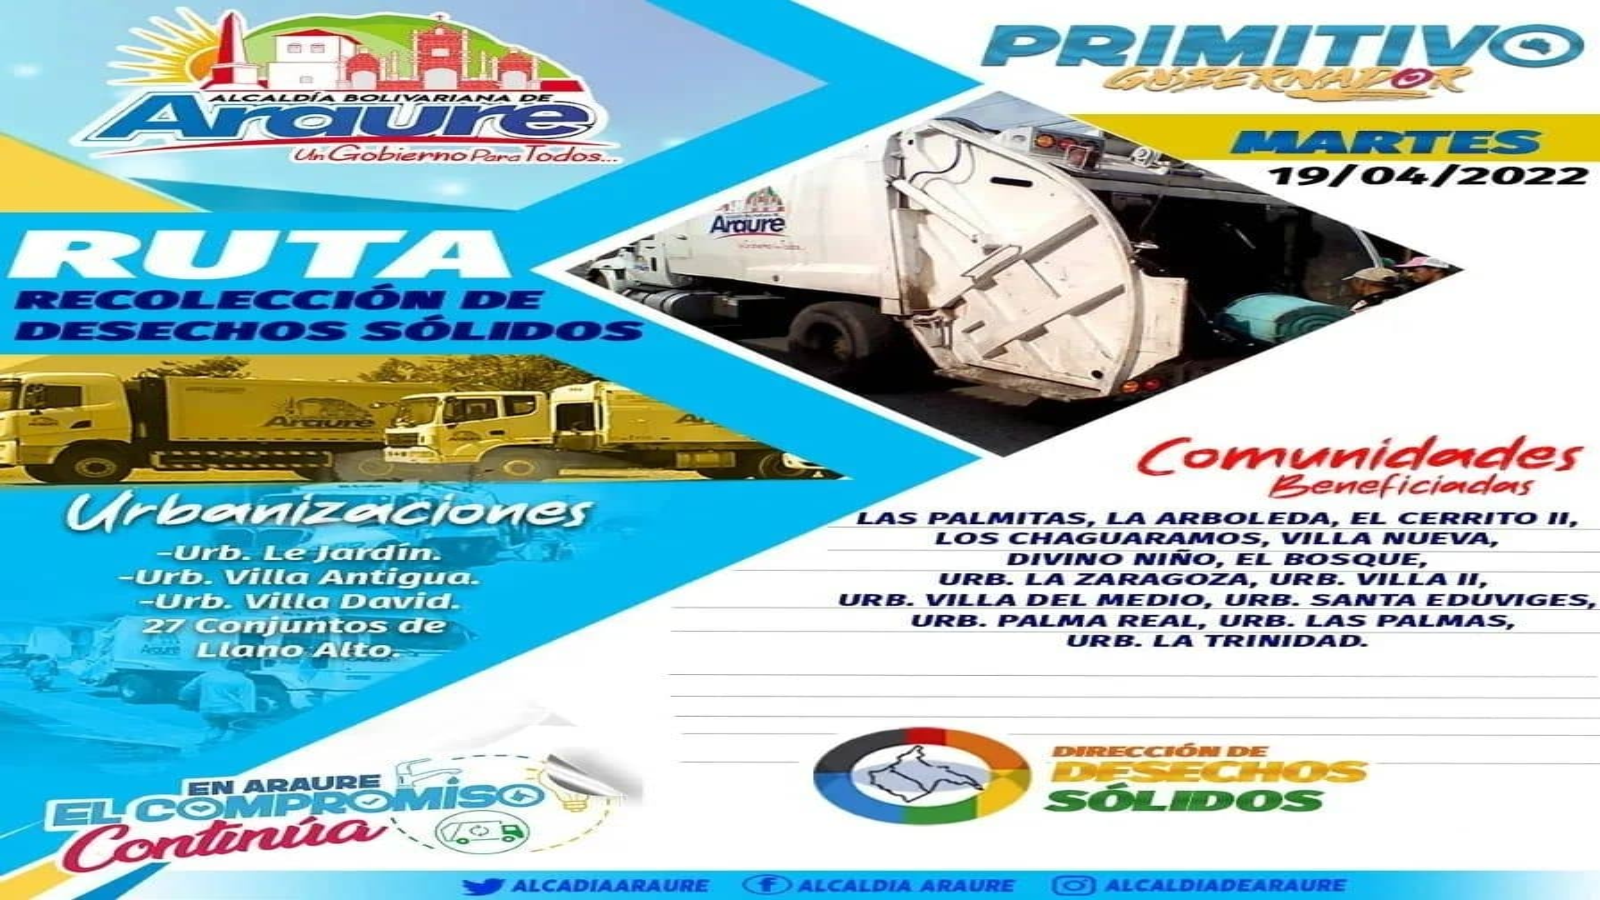 ALCALDÍA BOLIVARIANA DE
Araure
Un Gobierno Para Todos...
PRIMITIVO
GOBERNADOR
MARTES
19/04/2022
RUTA
RECOLECCIÓN DE
DESECHOS SÓLIDOS
Araure
Araure
Urbanizaciones
-Urb. Le Jardín.
-Urb. Villa Antigua.
-Urb. Villa David.
27 Conjuntos de
Llano Alto.
Araure
Comunidades
Beneficiadas
LAS PALMITAS, LA ARBOLEDA, EL CERRITO II,
LOS CHAGUARAMOS, VILLA NUEVA,
DIVINO NIÑO, EL BOSQUE,
URB. LA ZARAGOZA, URB. VILLA II,
URB. VILLA DEL MEDIO, URB. SANTA EDUVIGES,
URB. PALMA REAL, URB. LAS PALMAS,
URB. LA TRINIDAD.
EN ARAURE
EL COMPROMISO
Continúa
DIRECCIÓN DE
DESECHOS
SÓLIDOS
ALCADIAARAURE
ALCALDIA ARAURE
ALCALDIADEARAURE